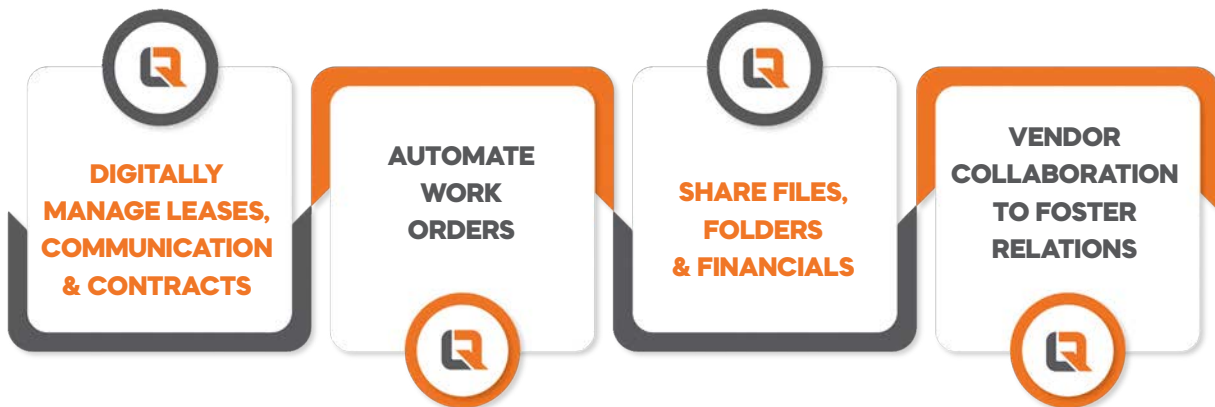 DIGITALLY
MANAGE LEASES,
COMMUNICATION
& CONTRACTS
AUTOMATE
WORK
ORDERS
SHARE FILES,
FOLDERS
& FINANCIALS
VENDOR
COLLABORATION
TO FOSTER
RELATIONS